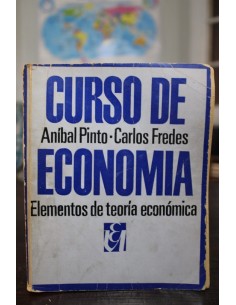 CURSO DE
Aníbal Pinto · Carlos Fredes
ECONOMIA
Elementos de teoría económica